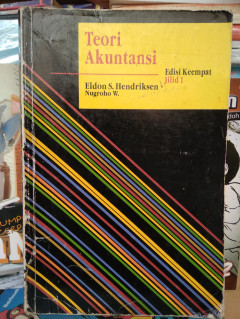 Teori
Akuntansi
Edisi Keempat
Jilid 1
Eldon S. Hendriksen
Nugroho W.